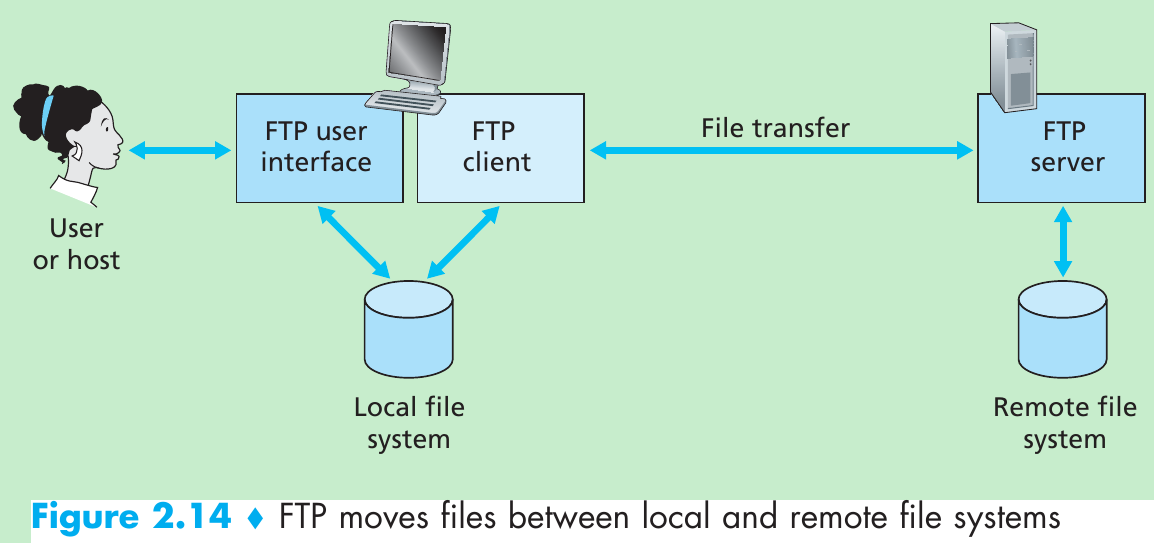 FTP user
interface
FTP
client
File transfer
FTP
server
User
or host
Local file
system
Remote file
system
Figure 2.14 ♦ FTP moves files between local and remote file systems